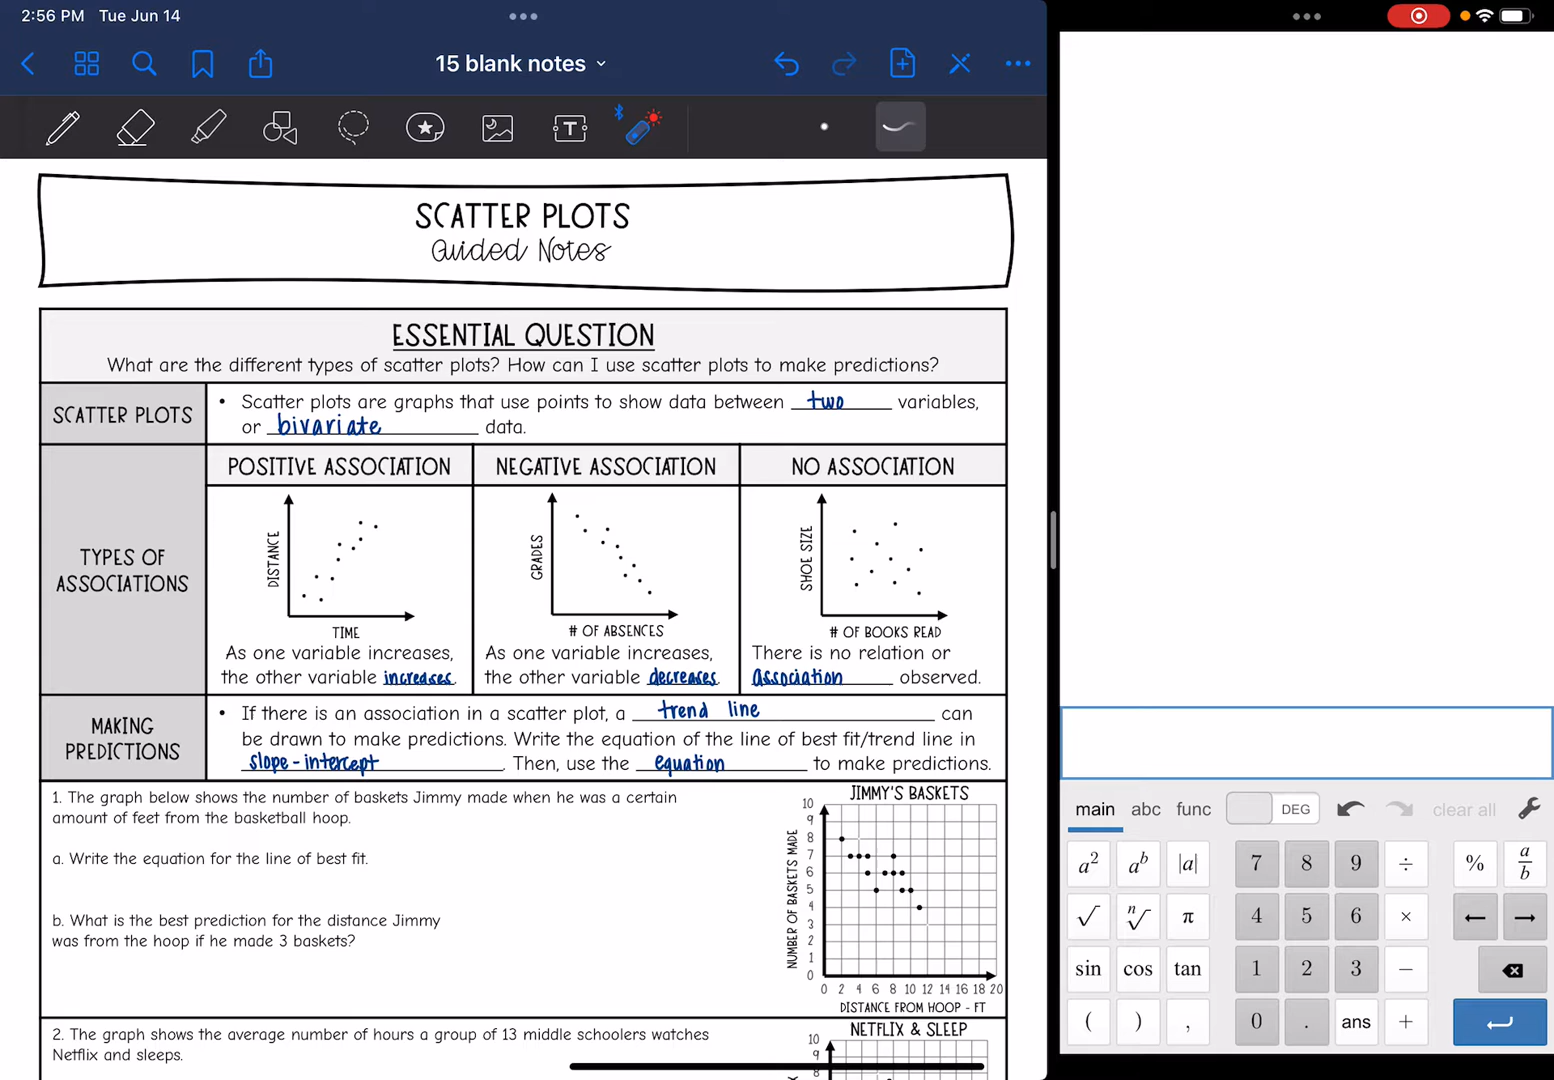 2:56 PM Tue Jun 14
15 blank notes
T
SCATTER PLOTS
Guided Notes
ESSENTIAL QUESTION
What are the different types of scatter plots? How can I use scatter plots to make predictions?
SCATTER PLOTS
• Scatter plots are graphs that use points to show data between two variables,
or bivariate data.
TYPES OF
ASSOCIATIONS
POSITIVE ASSOCIATION
DISTANCE
TIME
As one variable increases,
the other variable increases.
NEGATIVE ASSOCIATION
GRADES
# OF ABSENCES
As one variable increases,
the other variable decreases.
NO ASSOCIATION
SHOE SIZE
# OF BOOKS READ
There is no relation or
association observed.
MAKING
PREDICTIONS
• If there is an association in a scatter plot, a trend line can
be drawn to make predictions. Write the equation of the line of best fit/trend line in
slope-intercept. Then, use the equation to make predictions.
1. The graph below shows the number of baskets Jimmy made when he was a certain
amount of feet from the basketball hoop.
a. Write the equation for the line of best fit.
b. What is the best prediction for the distance Jimmy
was from the hoop if he made 3 baskets?
JIMMY'S BASKETS
NUMBER OF BASKETS MADE
10
9
8
7
6
5
4
3
2
1
0
0 2 4 6 8 10 12 14 16 18 20
DISTANCE FROM HOOP - FT
2. The graph shows the average number of hours a group of 13 middle schoolers watches
Netflix and sleeps.
NETFLIX & SLEEP
10
9
8
main abc func DEG clear all
a² aᵇ |a| 7 8 9 ÷ % a/b
√ ⁿ√ π 4 5 6 × ← →
sin cos tan 1 2 3 −
( ) , 0 . ans +